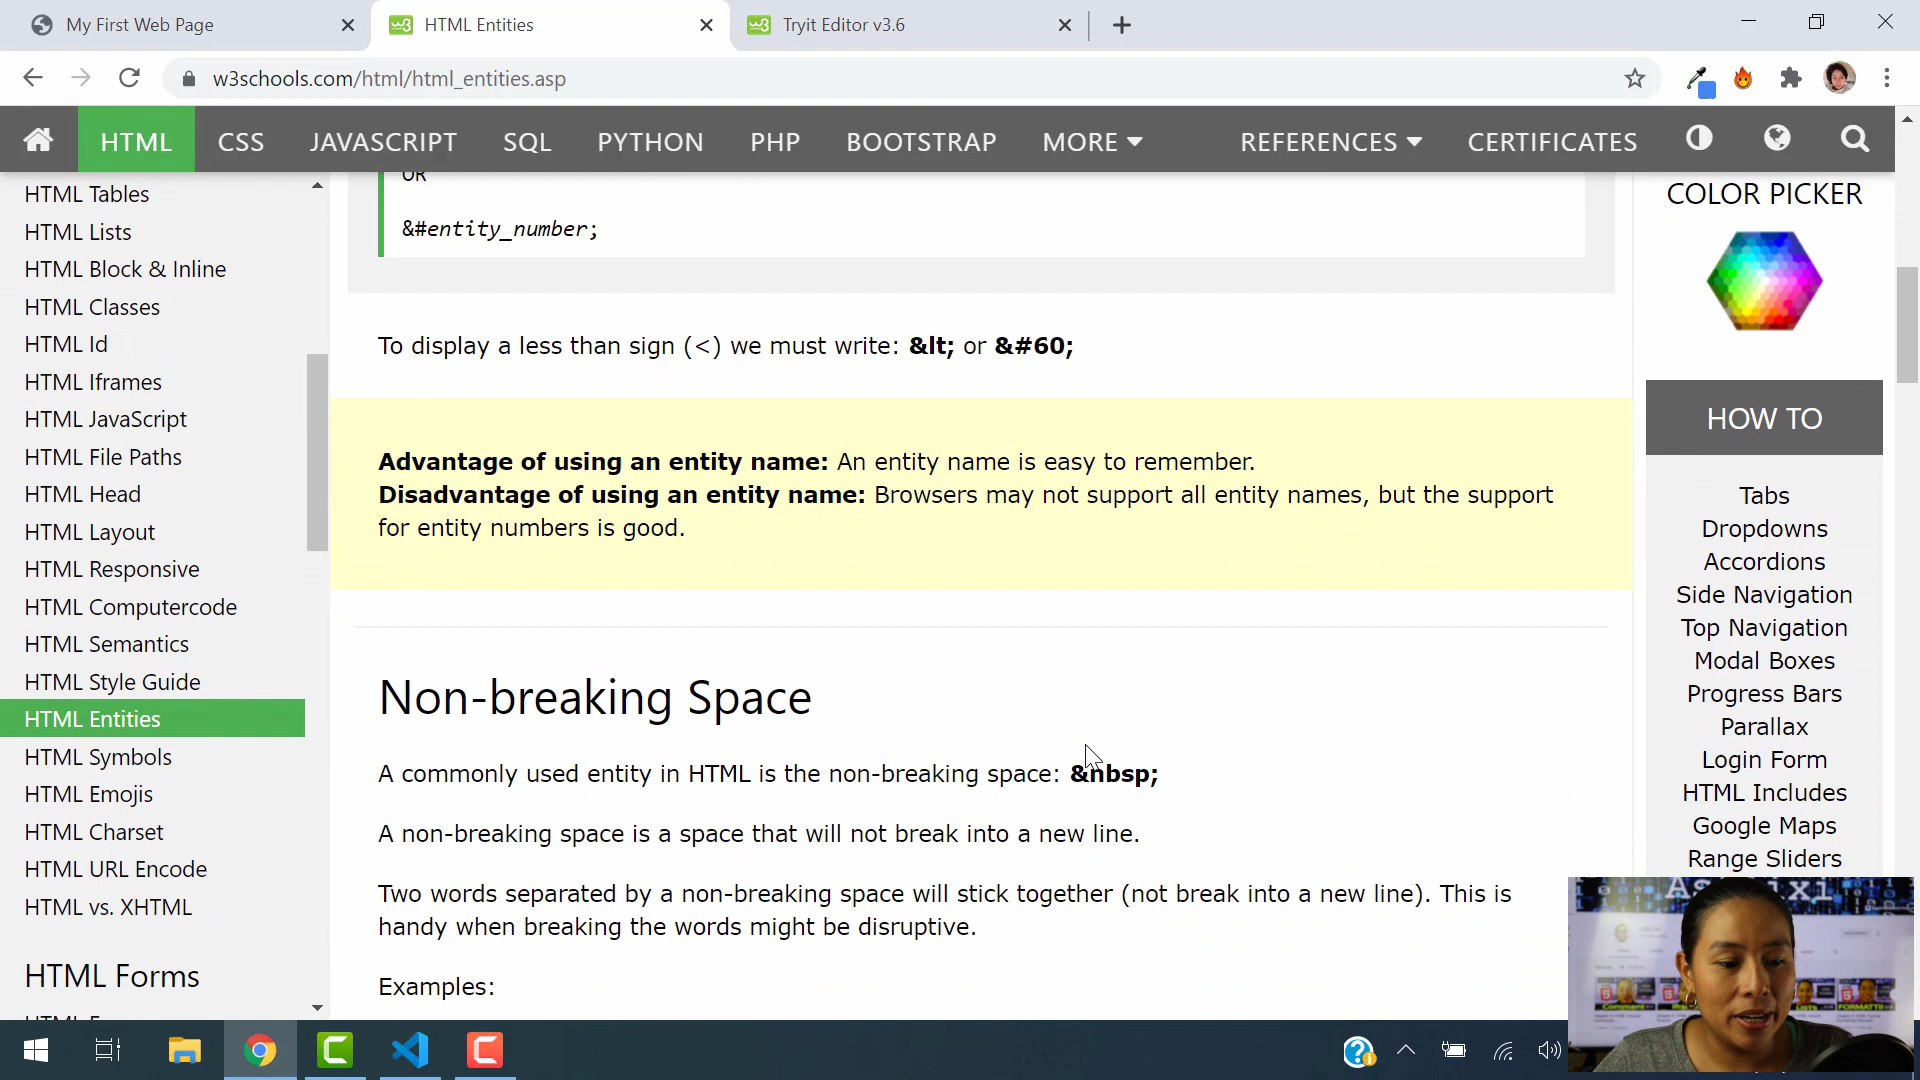 My First Web Page
HTML Entities
Tryit Editor v3.6
w3schools.com/html/html_entities.asp
HTML
CSS
JAVASCRIPT
SQL
PYTHON
PHP
BOOTSTRAP
MORE
REFERENCES
CERTIFICATES
HTML Tables
HTML Lists
HTML Block & Inline
HTML Classes
HTML Id
HTML Iframes
HTML JavaScript
HTML File Paths
HTML Head
HTML Layout
HTML Responsive
HTML Computercode
HTML Semantics
HTML Style Guide
HTML Entities
HTML Symbols
HTML Emojis
HTML Charset
HTML URL Encode
HTML vs. XHTML
HTML Forms
OR
&#entity_number;
To display a less than sign (<) we must write: &lt; or &#60;
Advantage of using an entity name: An entity name is easy to remember.
Disadvantage of using an entity name: Browsers may not support all entity names, but the support
for entity numbers is good.
Non-breaking Space
A commonly used entity in HTML is the non-breaking space: &nbsp;
A non-breaking space is a space that will not break into a new line.
Two words separated by a non-breaking space will stick together (not break into a new line). This is
handy when breaking the words might be disruptive.
Examples:
COLOR PICKER
HOW TO
Tabs
Dropdowns
Accordions
Side Navigation
Top Navigation
Modal Boxes
Progress Bars
Parallax
Login Form
HTML Includes
Google Maps
Range Sliders